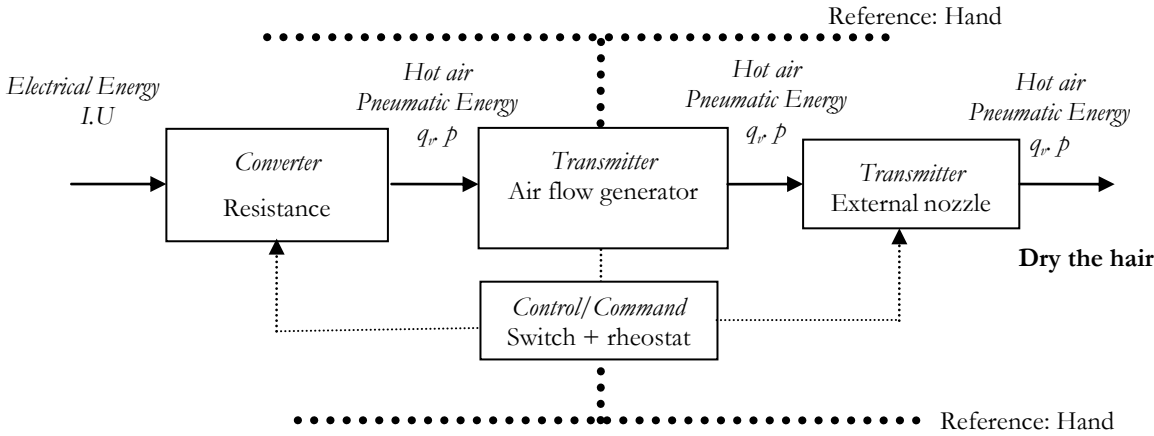 Reference: Hand
Electrical Energy
I.U
Hot air
Pneumatic Energy
qv. p
Hot air
Pneumatic Energy
qv. p
Hot air
Pneumatic Energy
qv. p
Converter
Resistance
Transmitter
Air flow generator
Transmitter
External nozzle
Dry the hair
Control/Command
Switch + rheostat
Reference: Hand